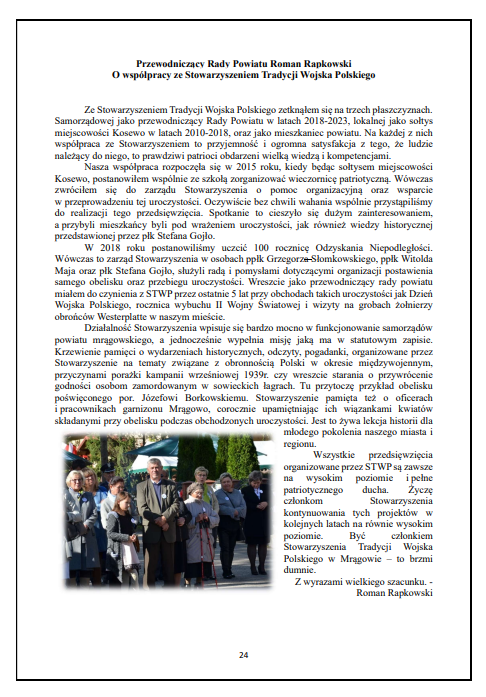 Przewodniczący Rady Powiatu Roman Rapkowski
O współpracy ze Stowarzyszeniem Tradycji Wojska Polskiego
Ze Stowarzyszeniem Tradycji Wojska Polskiego zetknąłem się na trzech płaszczyznach.
Samorządowej jako przewodniczący Rady Powiatu w latach 2018-2023, lokalnej jako sołtys
miejscowości Kosewo w latach 2010-2018, oraz jako mieszkaniec powiatu. Na każdej z nich
współpraca ze Stowarzyszeniem to przyjemność i ogromna satysfakcja z tego, że ludzie
należący do niego, to prawdziwi patrioci obdarzeni wielką wiedzą i kompetencjami.
Nasza współpraca rozpoczęła się w 2015 roku, kiedy będąc sołtysem miejscowości
Kosewo, postanowiłem wspólnie ze szkołą zorganizować wieczornicę patriotyczną. Wówczas
zwróciłem się do zarządu Stowarzyszenia o pomoc organizacyjną oraz wsparcie
w przeprowadzeniu tej uroczystości. Oczywiście bez chwili wahania wspólnie przystąpiliśmy
do realizacji tego przedsięwzięcia. Spotkanie to cieszyło się dużym zainteresowaniem,
a przybyli mieszkańcy byli pod wrażeniem uroczystości, jak również wiedzy historycznej
przedstawionej przez płk Stefana Gojło.
W 2018 roku postanowiliśmy uczcić 100 rocznicę Odzyskania Niepodległości.
Wówczas to zarząd Stowarzyszenia w osobach ppłk Grzegorza Słomkowskiego, ppłk Witolda
Maja oraz płk Stefana Gojło, służyli radą i pomysłami dotyczącymi organizacji postawienia
samego obelisku oraz przebiegu uroczystości. Wreszcie jako przewodniczący rady powiatu
miałem do czynienia z STWP przez ostatnie 5 lat przy obchodach takich uroczystości jak Dzień
Wojska Polskiego, rocznica wybuchu II Wojny Światowej i wizyty na grobach żołnierzy
obrońców Westerplatte w naszym mieście.
Działalność Stowarzyszenia wpisuje się bardzo mocno w funkcjonowanie samorządów
powiatu mrągowskiego, a jednocześnie wypełnia misję jaką ma w statutowym zapisie.
Krzewienie pamięci o wydarzeniach historycznych, odczyty, pogadanki, organizowane przez
Stowarzyszenie na tematy związane z obronnością Polski w okresie międzywojennym,
przyczynami porażki kampanii wrześniowej 1939r. czy wreszcie starania o przywrócenie
godności osobom zamordowanym w sowieckich łagrach. Tu przytoczę przykład obelisku
poświęconego por. Józefowi Borkowskiemu. Stowarzyszenie pamięta też o oficerach
i pracownikach garnizonu Mrągowo, corocznie upamiętniając ich wiązankami kwiatów
składanymi przy obelisku podczas obchodzonych uroczystości. Jest to żywa lekcja historii dla
młodego pokolenia naszego miasta i
regionu.
Wszystkie przedsięwzięcia
organizowane przez STWP są zawsze
na wysokim poziomie i pełne
patriotycznego ducha. Życzę
członkom Stowarzyszenia
kontynuowania tych projektów w
kolejnych latach na równie wysokim
poziomie. Być członkiem
Stowarzyszenia Tradycji Wojska
Polskiego w Mrągowie – to brzmi
dumnie.
Z wyrazami wielkiego szacunku. -
Roman Rapkowski
24